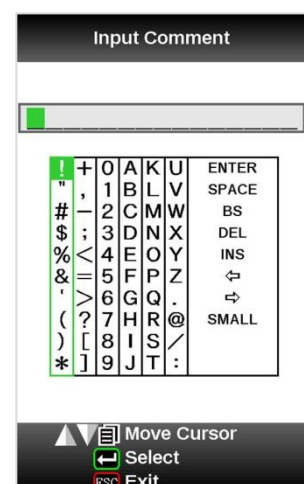 Input Comment
! + 0 A K U ENTER
" , 1 B L V SPACE
# - 2 C M W BS
$ ; 3 D N X DEL
% < 4 E O Y INS
& = 5 F P Z ⇦
' > 6 G Q . ⇨
( ? 7 H R @ SMALL
) [ 8 I S /
* ] 9 J T :
Move Cursor
Select
ESC Exit